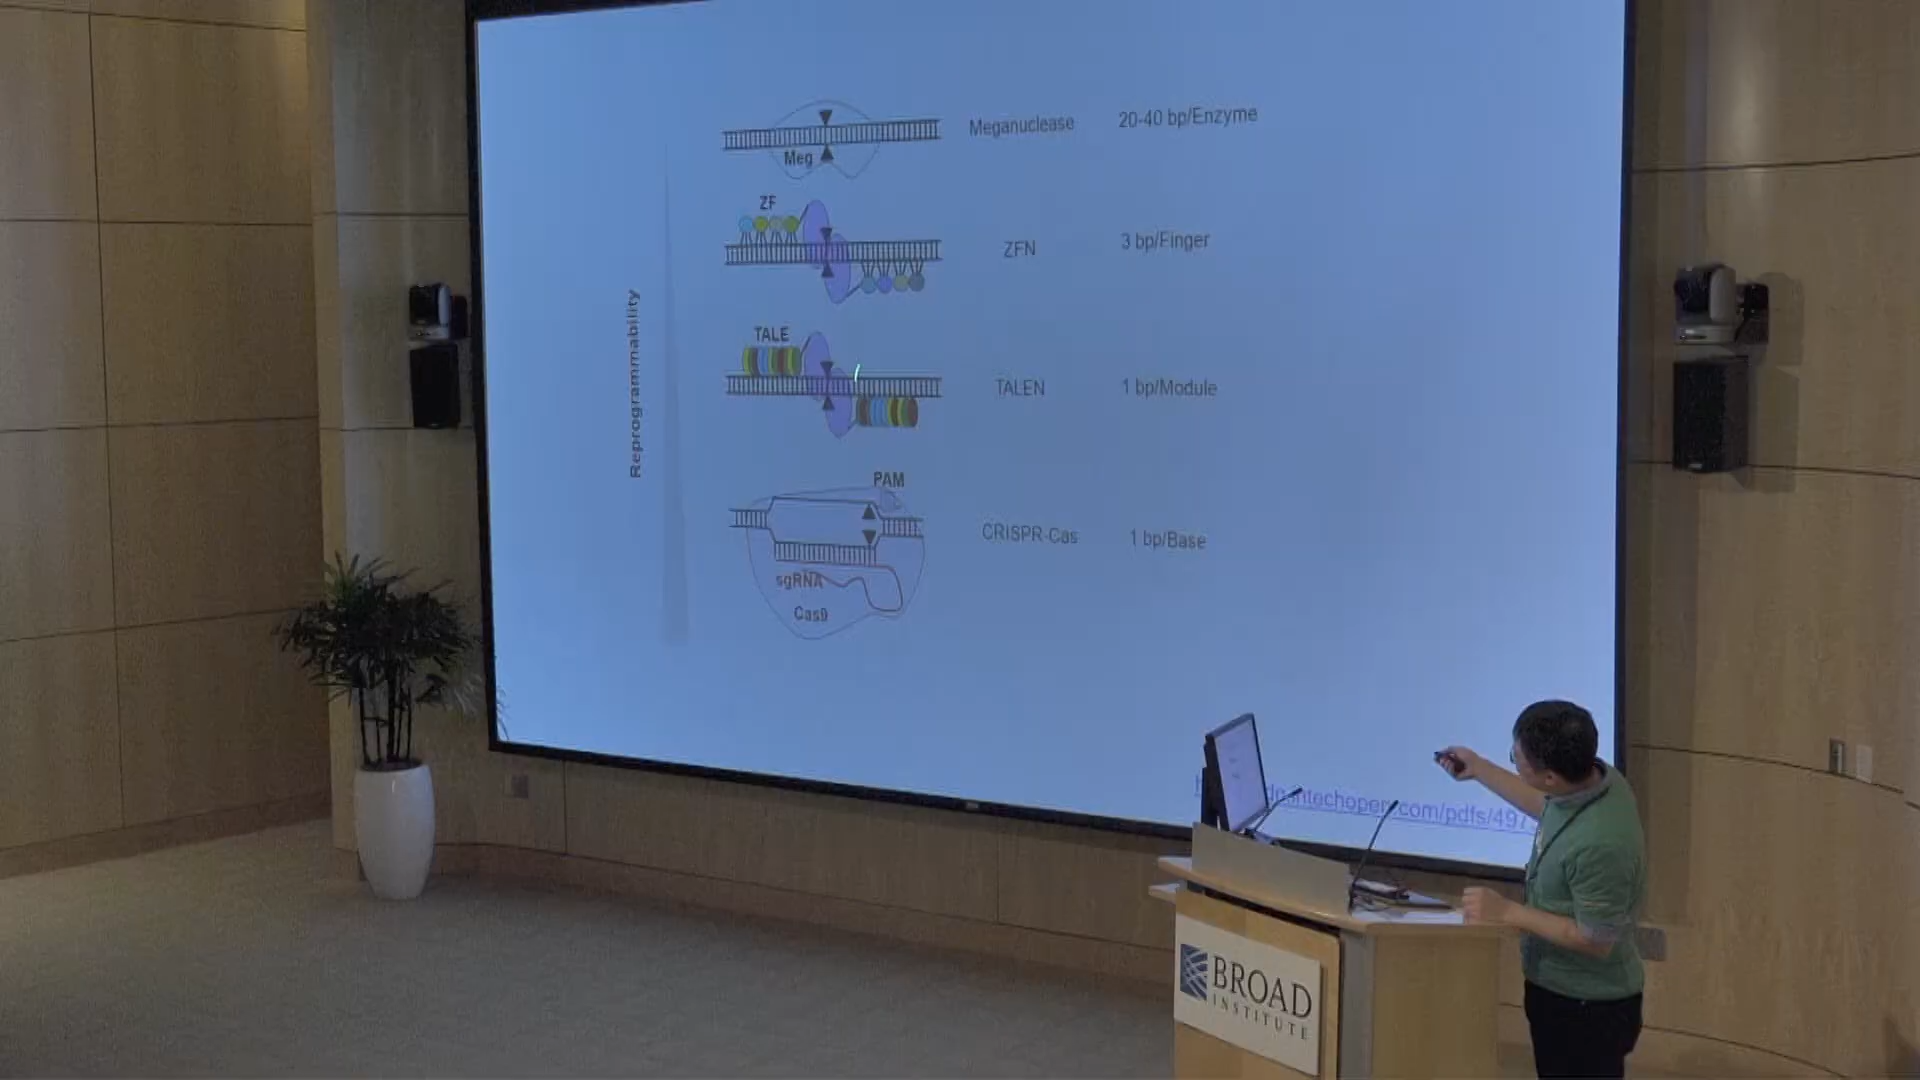 Meg
Meganuclease 20-40 bp/Enzyme
ZF
ZFN 3 bp/Finger
Reprogrammability
TALE
TALEN 1 bp/Module
PAM
CRISPR-Cas 1 bp/Base
sgRNA
Cas9
.com/pdfs/497
BROAD
INSTITUTE